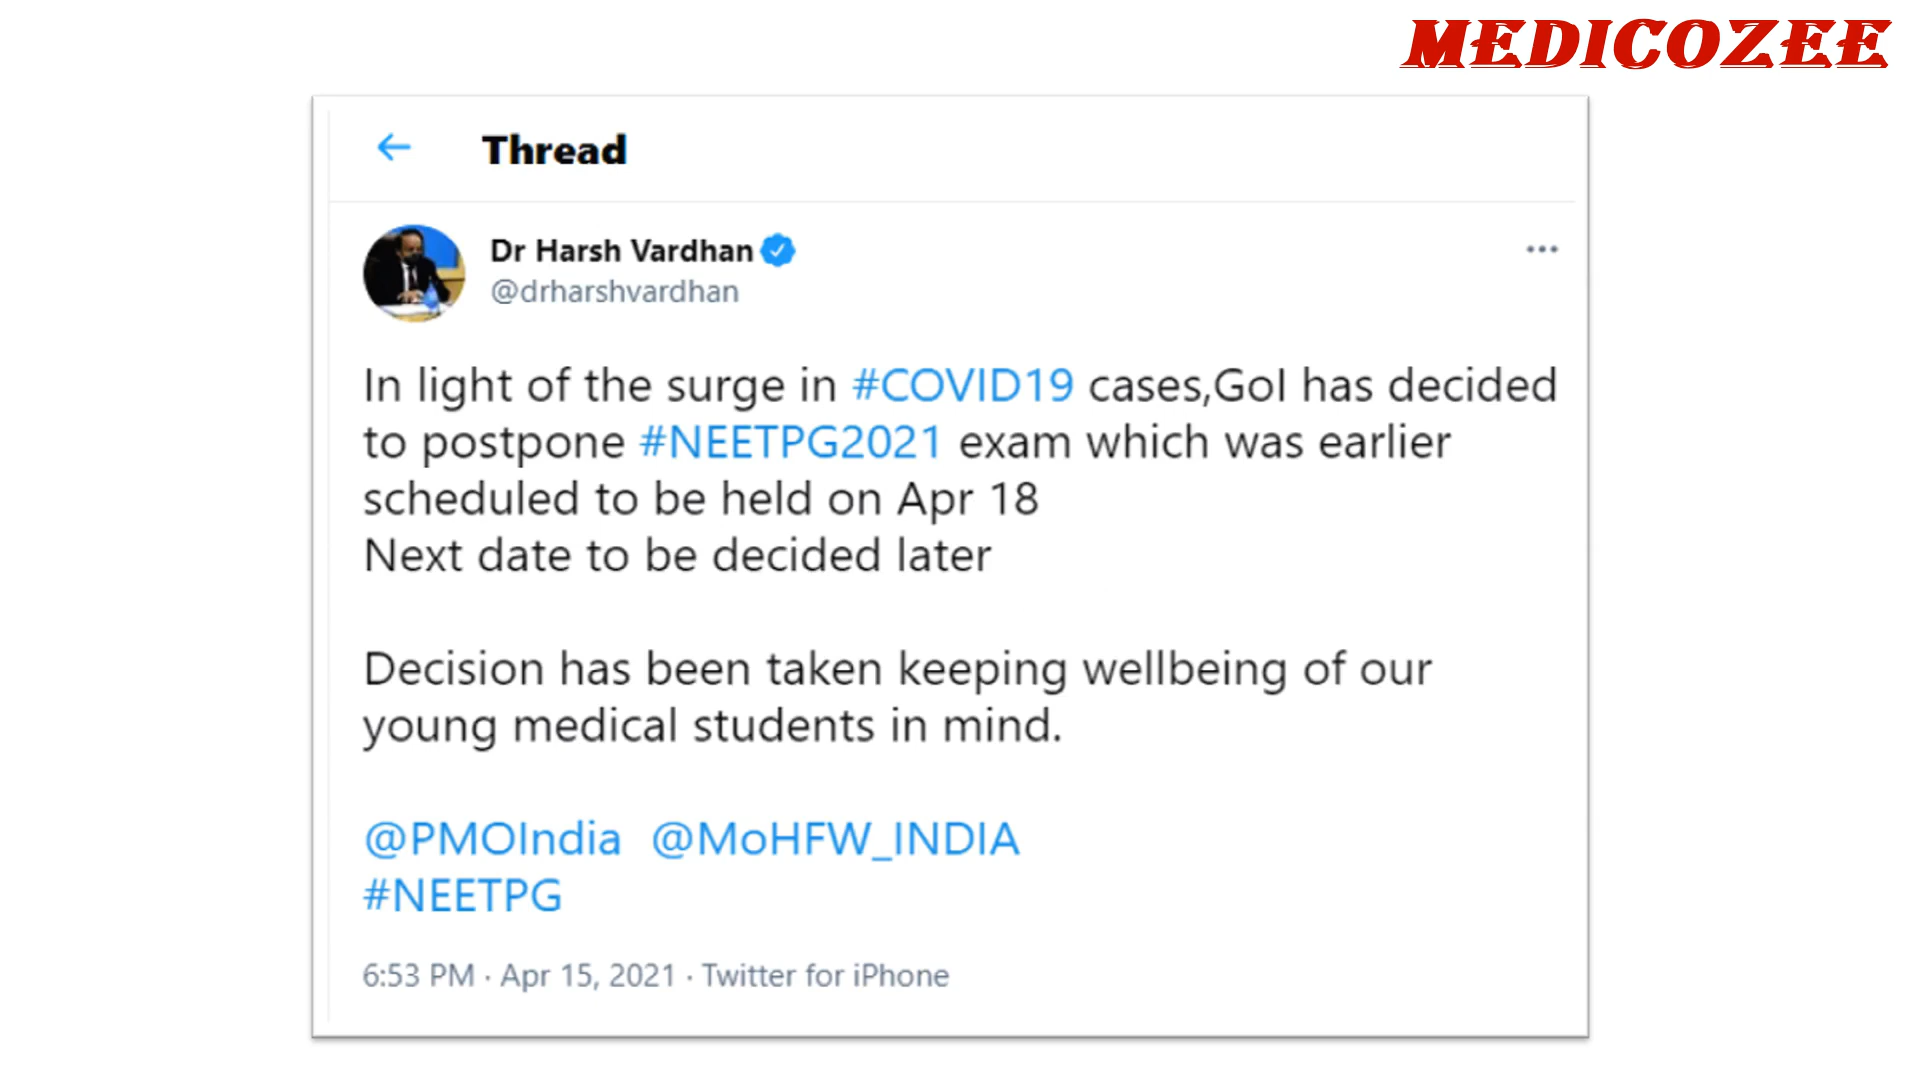 MEDICOZEE
Thread
Dr Harsh Vardhan
@drharshvardhan
In light of the surge in #COVID19 cases,GoI has decided
to postpone #NEETPG2021 exam which was earlier
scheduled to be held on Apr 18
Next date to be decided later
Decision has been taken keeping wellbeing of our
young medical students in mind.
@PMOIndia @MoHFW_INDIA
#NEETPG
6:53 PM · Apr 15, 2021 · Twitter for iPhone